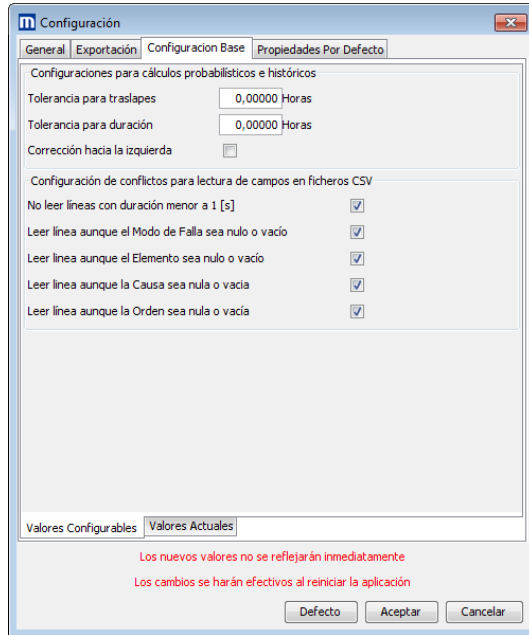 m Configuración
General Exportación Configuracion Base Propiedades Por Defecto
Configuraciones para cálculos probabilísticos e históricos
Tolerancia para traslapes 0,00000 Horas
Tolerancia para duración 0,00000 Horas
Corrección hacia la izquierda
Configuración de conflictos para lectura de campos en ficheros CSV
No leer líneas con duración menor a 1 [s]
Leer línea aunque el Modo de Falla sea nulo o vacío
Leer linea aunque el Elemento sea nulo o vacío
Leer línea aunque la Causa sea nula o vacia
Leer linea aunque la Orden sea nula o vacía
Valores Configurables Valores Actuales
Los nuevos valores no se reflejarán inmediatamente
Los cambios se harán efectivos al reiniciar la aplicación
Defecto Aceptar Cancelar